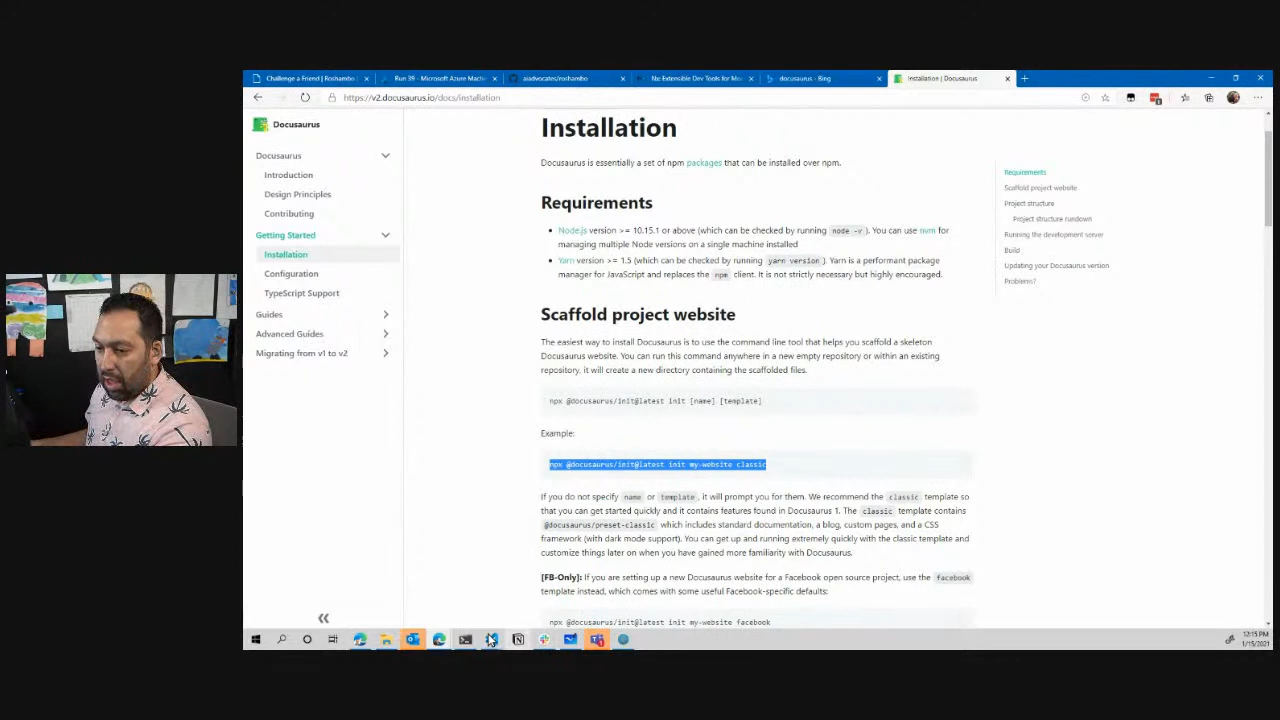 Challenge a Friend | Roshambo
Run 39 - Microsoft Azure Machin
aiadvocates/roshambo
No Extensible Dev Tools for Mod
docusaurus - Bing
Installation | Docusaurus
https://v2.docusaurus.io/docs/installation
Docusaurus
Docusaurus
Introduction
Design Principles
Contributing
Getting Started
Installation
Configuration
TypeScript Support
Guides
Advanced Guides
Migrating from v1 to v2
Installation
Docusaurus is essentially a set of npm packages that can be installed over npm.
Requirements
• Node.js version >= 10.15.1 or above (which can be checked by running node -v ). You can use nvm for
managing multiple Node versions on a single machine installed
• Yarn version >= 1.5 (which can be checked by running yarn version ). Yarn is a performant package
manager for JavaScript and replaces the npm client. It is not strictly necessary but highly encouraged.
Scaffold project website
The easiest way to install Docusaurus is to use the command line tool that helps you scaffold a skeleton
Docusaurus website. You can run this command anywhere in a new empty repository or within an existing
repository, it will create a new directory containing the scaffolded files.
npx @docusaurus/init@latest init [name] [template]
Example:
npx @docusaurus/init@latest init my-website classic
If you do not specify name or template , it will prompt you for them. We recommend the classic template so
that you can get started quickly and it contains features found in Docusaurus 1. The classic template contains
@docusaurus/preset-classic which includes standard documentation, a blog, custom pages, and a CSS
framework (with dark mode support). You can get up and running extremely quickly with the classic template and
customize things later on when you have gained more familiarity with Docusaurus.
[FB-Only]: If you are setting up a new Docusaurus website for a Facebook open source project, use the facebook
template instead, which comes with some useful Facebook-specific defaults:
npx @docusaurus/init@latest init my-website facebook
Requirements
Scaffold project website
Project structure
Project structure rundown
Running the development server
Build
Updating your Docusaurus version
Problems?
12:15 PM
1/15/2021